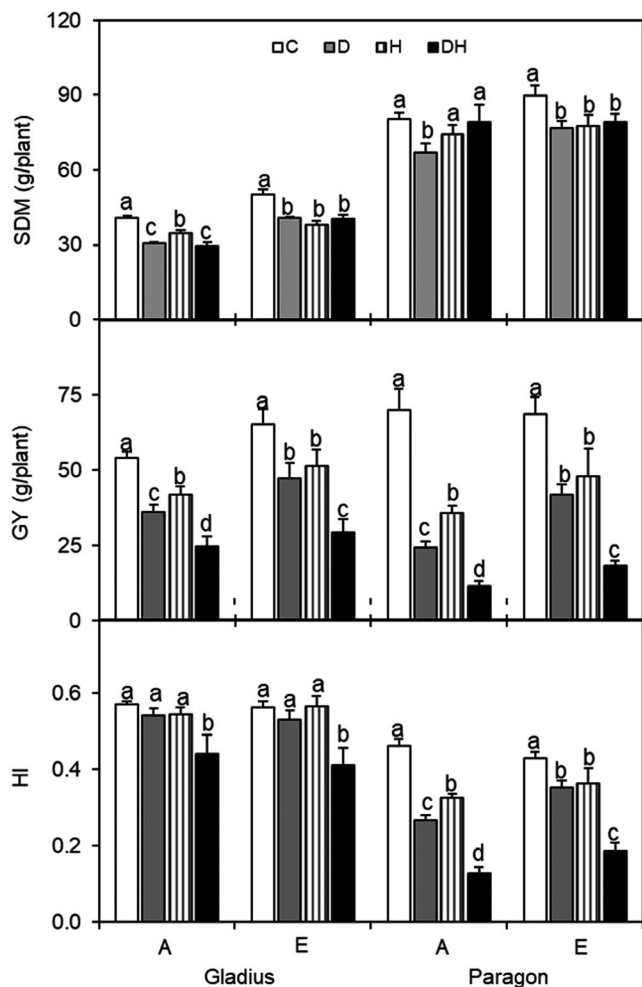 120
C D H DH
90
60
30
0
SDM (g/plant)
a c b c a b b b a b a a a b b b
75
50
25
0
GY (g/plant)
a c b d a b b c a c b d a b b c
0.6
0.4
0.2
0.0
HI
a a a b a a a b a c b d a b b c
A E A E
Gladius Paragon